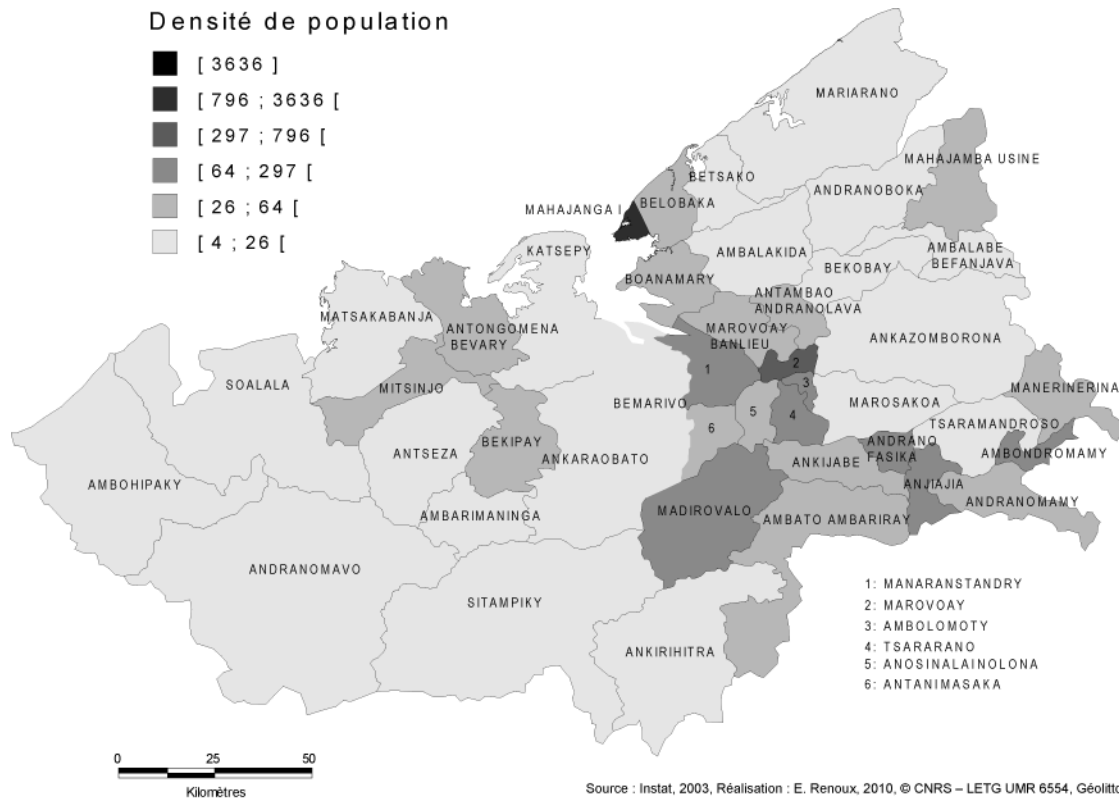 Densité de population
[ 3636 ]
[ 796 ; 3636 [
[ 297 ; 796 [
[ 64 ; 297 [
[ 26 ; 64 [
[ 4 ; 26 [
MARIARANO
MAHAJAMBA USINE
BETSAKO
ANDRANOBOKA
MAHAJANGA I
BELOBAKA
KATSEPY
AMBALAKIDA
AMBALABE
BEFANJAVA
BEKOBAY
BOANAMARY
ANTAMBAO
ANDRANOLAVA
MATSAKABANJA
ANTONGOMENA
BEVARY
MAROVOAY
BANLIEU
ANKAZOMBORONA
SOALALA
MITSINJO
1
2
3
4
5
6
BEMARIVO
MAROSAKOA
MANERINERINA
TSARAMANDROSO
BEKIPAY
ANTSEZA
ANKARAOBATO
ANDRANO
FASIKA
AMBONDROMAMY
ANKIJABE
AMBOHIPAKY
ANJIAJIA
ANDRANOMAMY
AMBARIMANINGA
MADIROVALO
AMBATO AMBARIRAY
ANDRANOMAVO
SITAMPIKY
ANKIRIHITRA
1: MANARANSTANDRY
2: MAROVOAY
3: AMBOLOMOTY
4: TSARARANO
5: ANOSINALAINOLONA
6: ANTANIMASAKA
0 25 50
Kilomètres
Source : Instat, 2003, Réalisation : E. Renoux, 2010, © CNRS – LETG UMR 6554, Géolitto